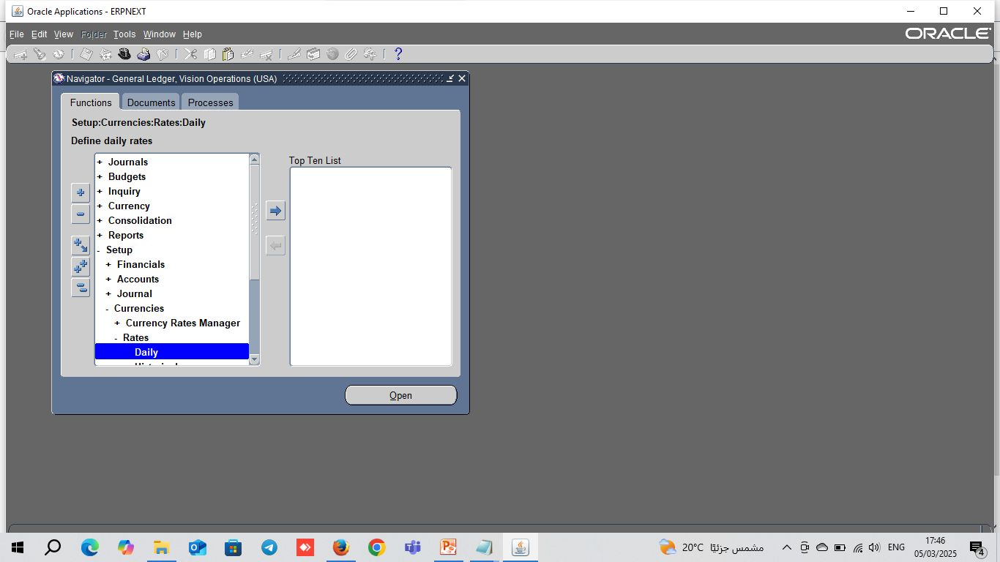 Oracle Applications - ERPNEXT
File Edit View Folder Tools Window Help
ORACLE
Navigator - General Ledger, Vision Operations (USA)
Functions Documents Processes
Setup:Currencies:Rates:Daily
Define daily rates
Top Ten List
+ Journals
+ Budgets
+ Inquiry
+ Currency
+ Consolidation
+ Reports
- Setup
+ Financials
+ Accounts
+ Journal
- Currencies
+ Currency Rates Manager
- Rates
Daily
Open
20°C مشمس جزئيًا
ENG
17:46
05/03/2025
4